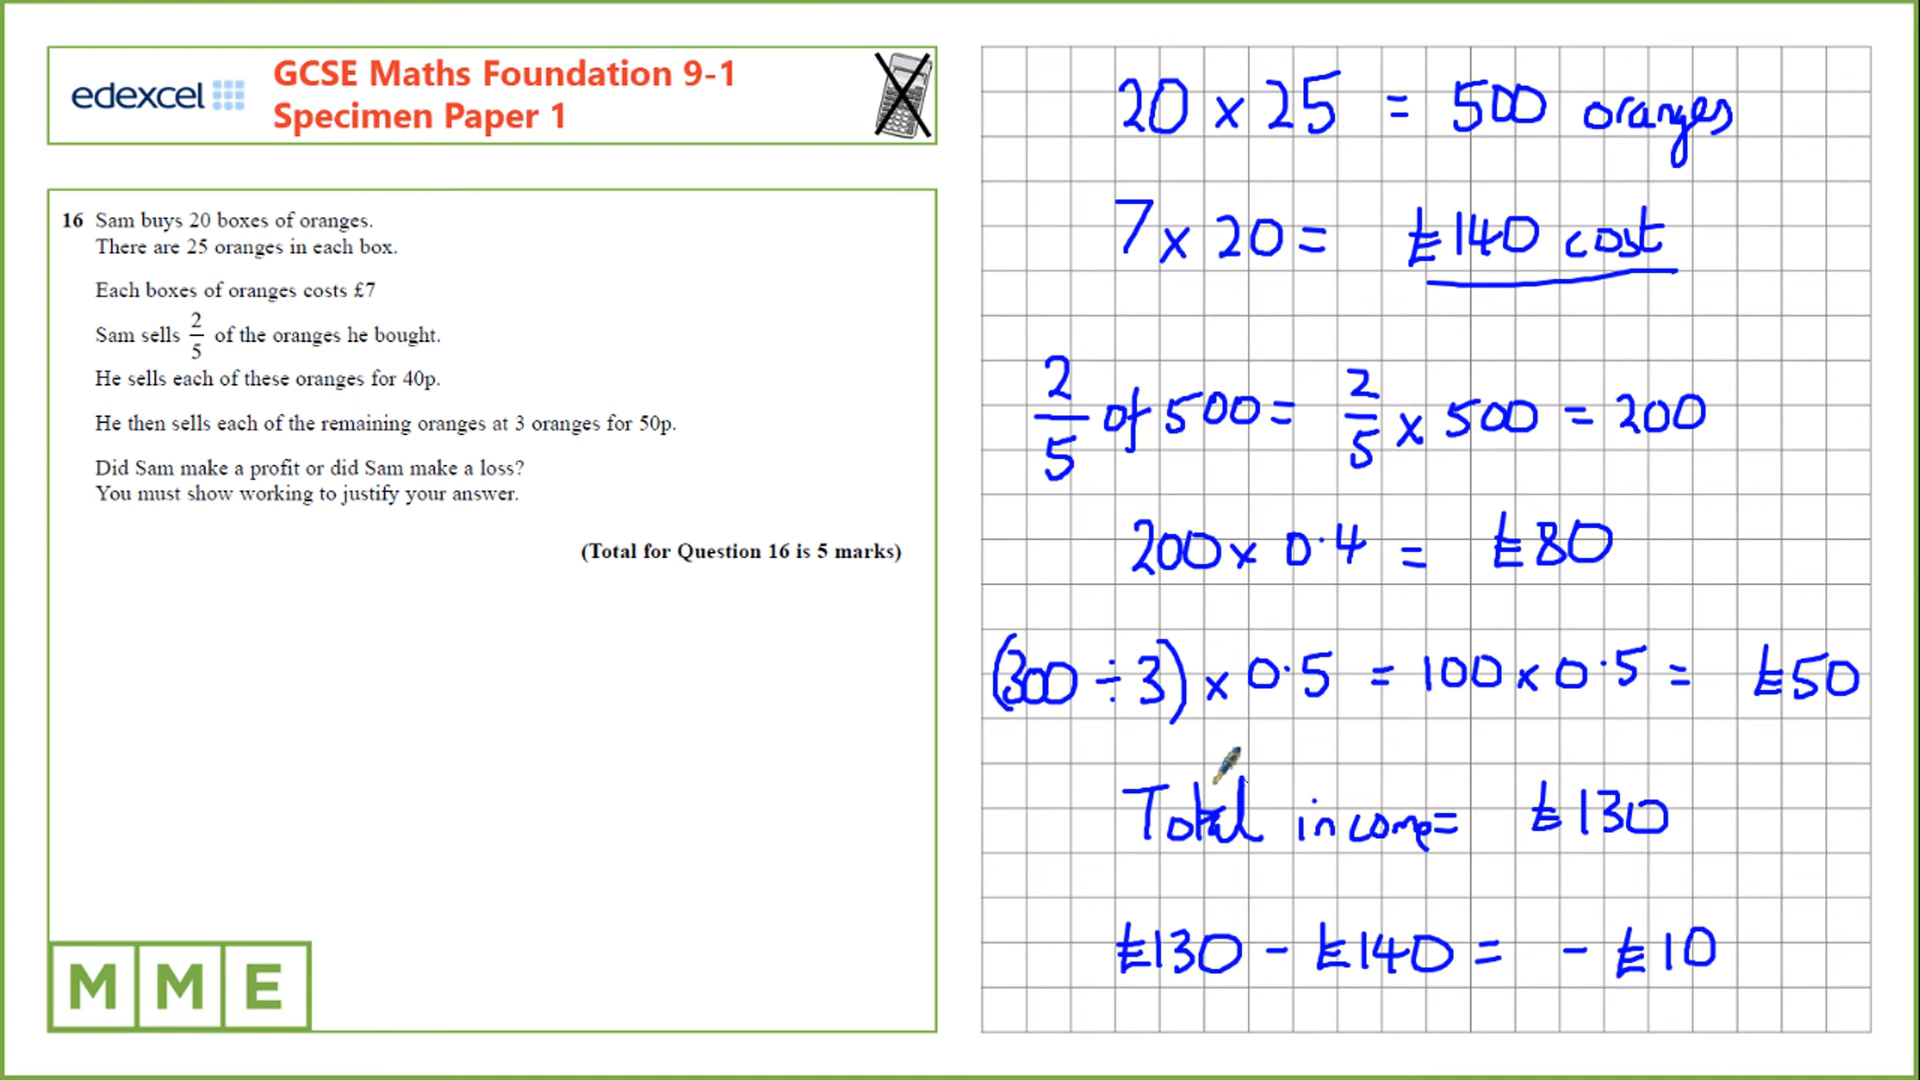 edexcel
GCSE Maths Foundation 9-1
Specimen Paper 1
16 Sam buys 20 boxes of oranges.
There are 25 oranges in each box.
Each boxes of oranges costs £7
Sam sells 2/5 of the oranges he bought.
He sells each of these oranges for 40p.
He then sells each of the remaining oranges at 3 oranges for 50p.
Did Sam make a profit or did Sam make a loss?
You must show working to justify your answer.
(Total for Question 16 is 5 marks)
MME
20 × 25 = 500 oranges
7 × 20 = £140 cost
2/5 of 500 = 2/5 × 500 = 200
200 × 0.4 = £80
(300 ÷ 3) × 0.5 = 100 × 0.5 = £50
Total income = £130
£130 - £140 = - £10